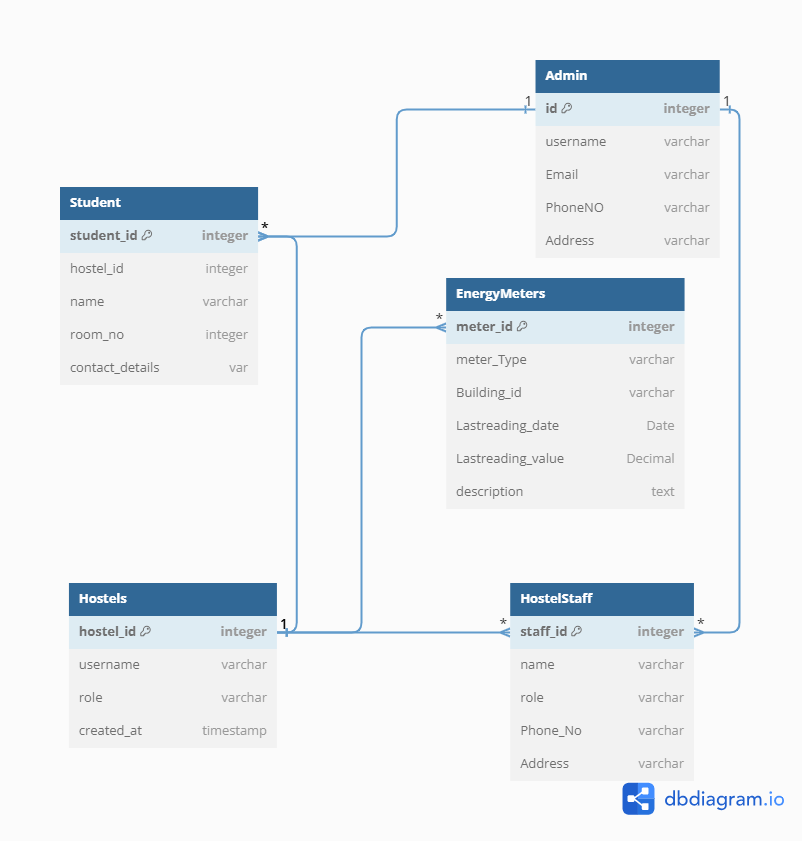 Admin
1
id integer
1
username varchar
Email varchar
PhoneNO varchar
Address varchar
Student
*
student_id integer
hostel_id integer
name varchar
room_no integer
contact_details var
EnergyMeters
*
meter_id integer
meter_Type varchar
Building_id varchar
Lastreading_date Date
Lastreading_value Decimal
description text
Hostels
1
hostel_id integer
username varchar
role varchar
created_at timestamp
HostelStaff
*
staff_id integer
*
name varchar
role varchar
Phone_No varchar
Address varchar
dbdiagram.io